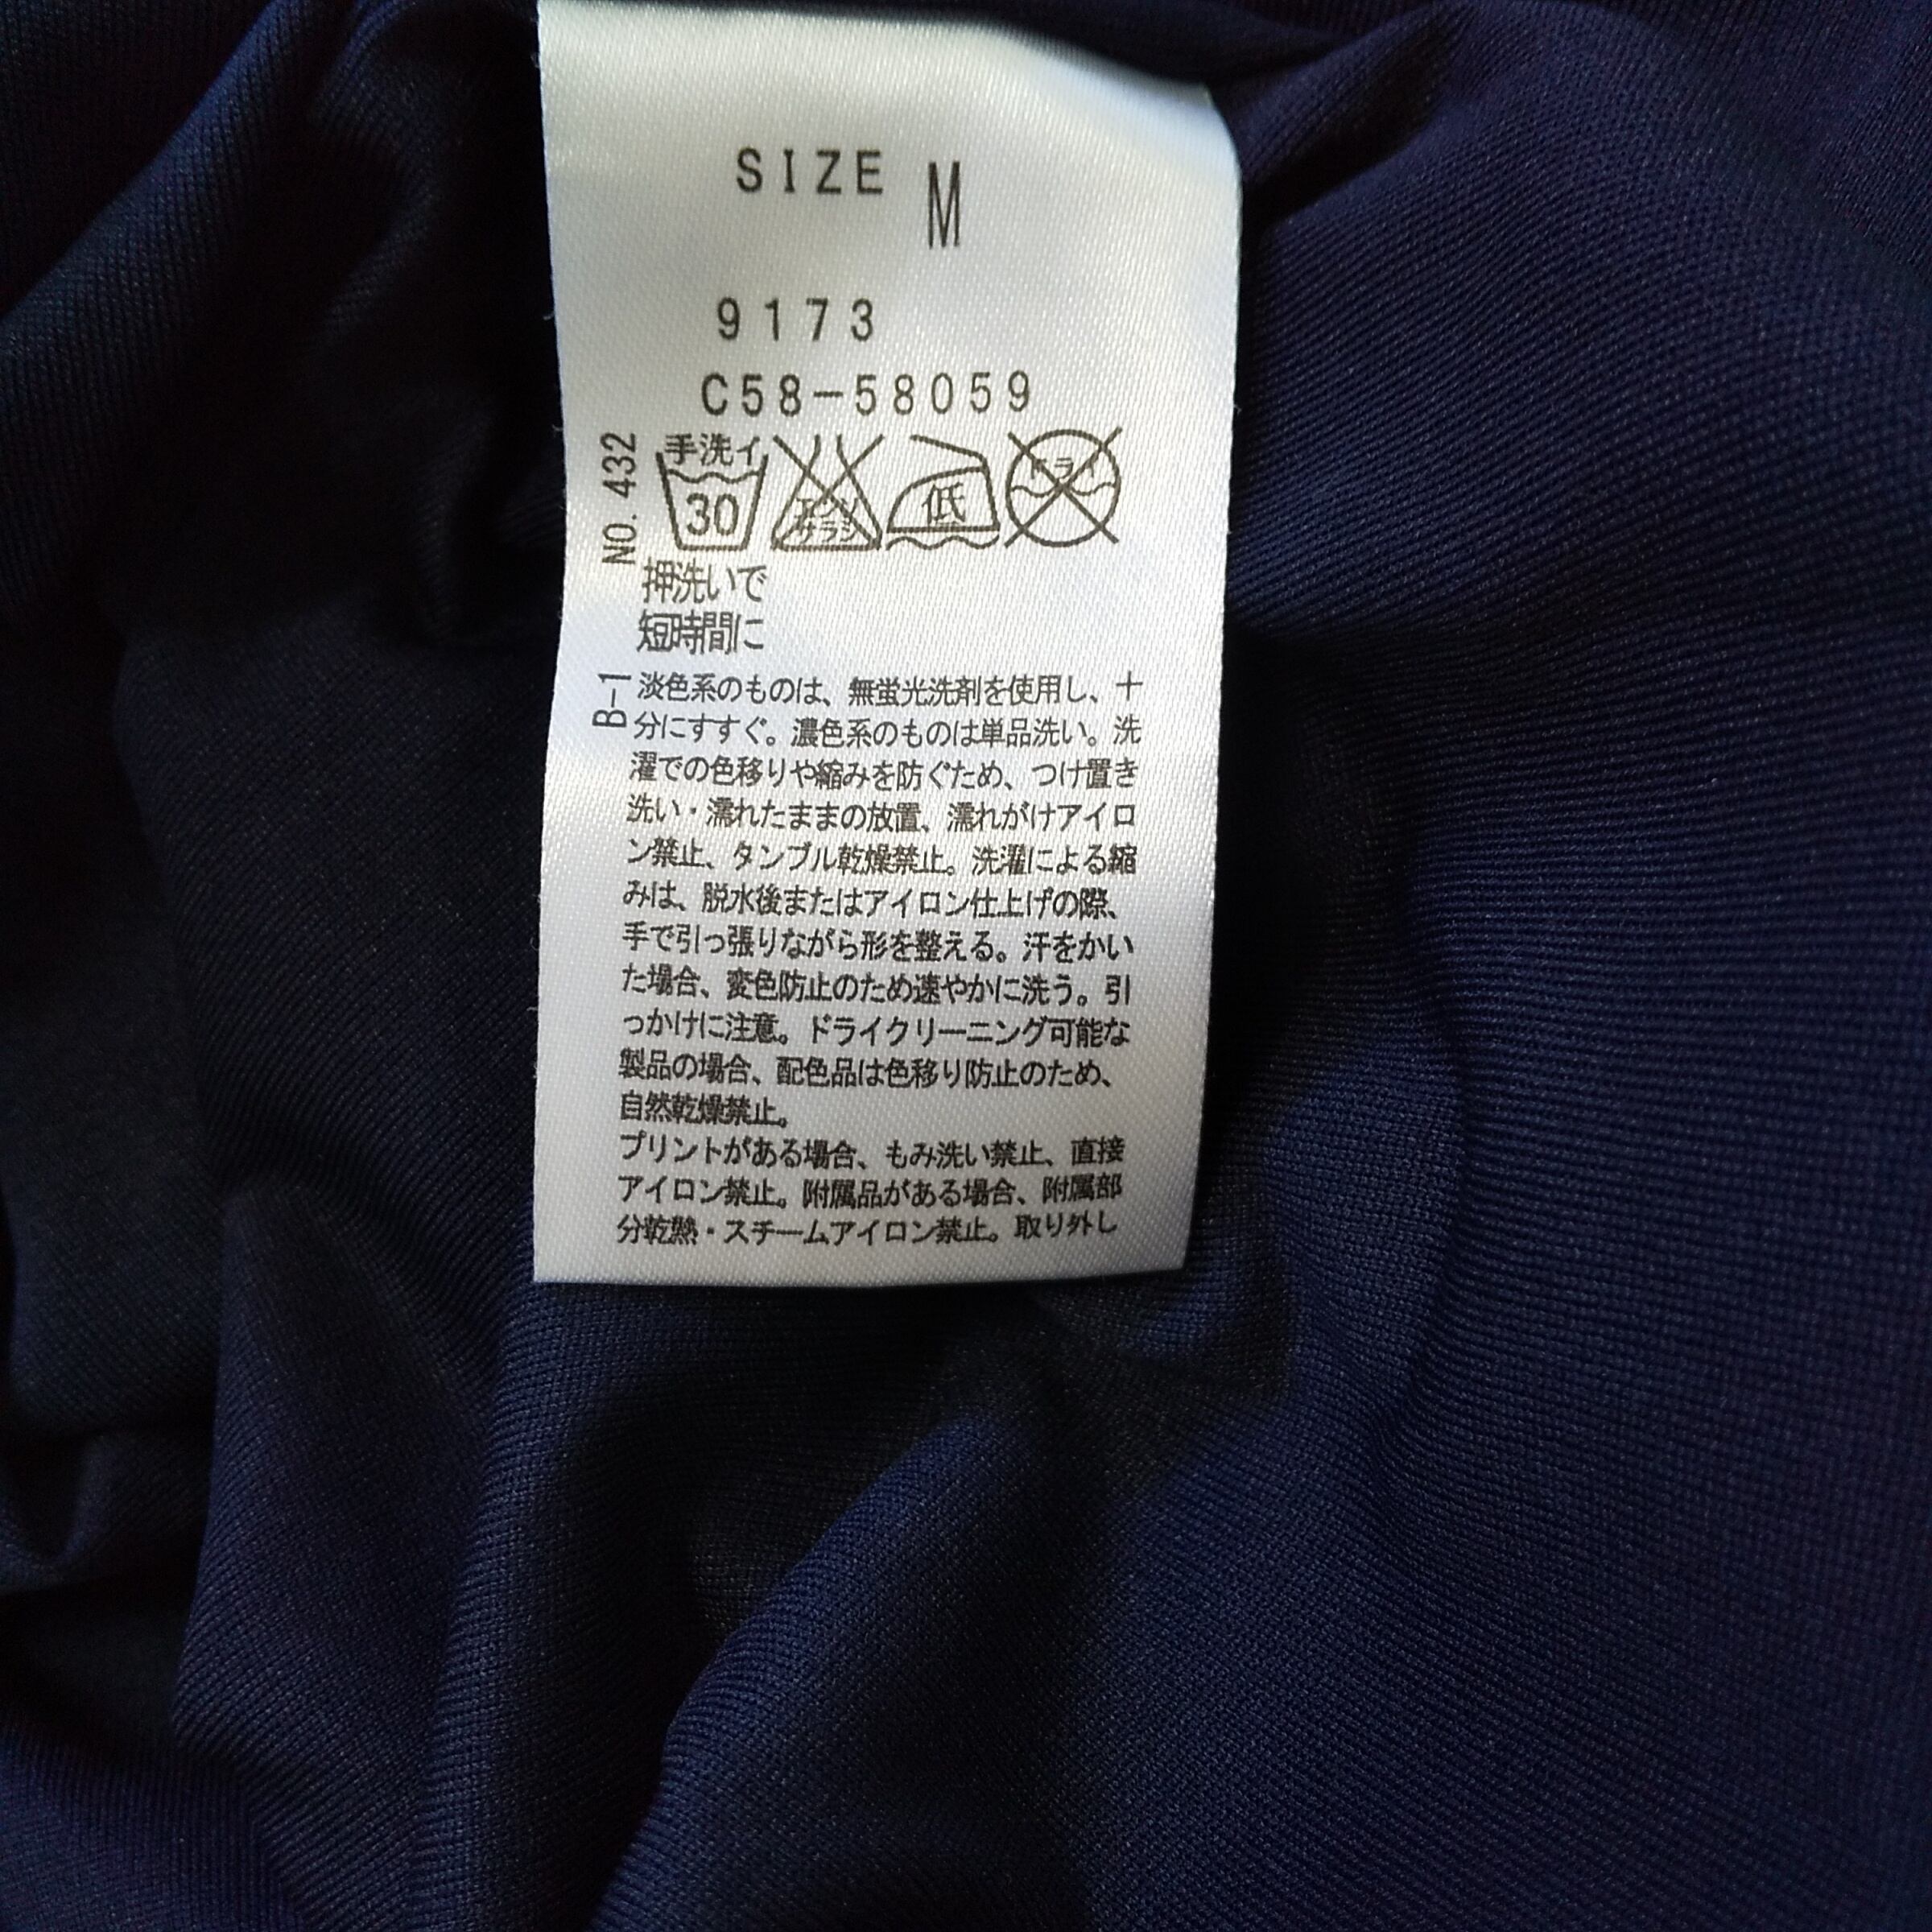 SIZE M
9173
C58-58059
NO. 432
手洗イ
30
エンソ
サラシ
低
ドライ
押洗いで
短時間に
B-1
淡色系のものは、無蛍光洗剤を使用し、十
分にすすぐ。濃色系のものは単品洗い。洗
濯での色移りや縮みを防ぐため、つけ置き
洗い・濡れたままの放置、濡れがけアイロ
ン禁止、タンブル乾燥禁止。洗濯による縮
みは、脱水後またはアイロン仕上げの際、
手で引っ張りながら形を整える。汗をかい
た場合、変色防止のため速やかに洗う。引
っかけに注意。ドライクリーニング可能な
製品の場合、配色品は色移り防止のため、
自然乾燥禁止。
プリントがある場合、もみ洗い禁止、直接
アイロン禁止。附属品がある場合、附属部
分乾熱・スチームアイロン禁止。取り外し